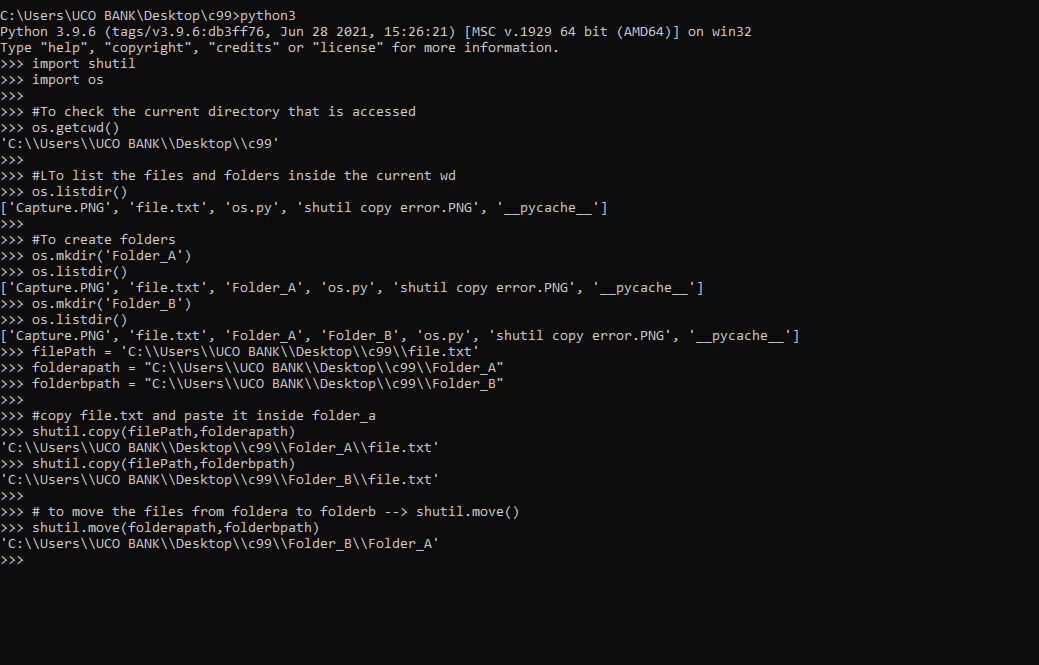 C:\Users\UCO BANK\Desktop\c99>python3
Python 3.9.6 (tags/v3.9.6:db3ff76, Jun 28 2021, 15:26:21) [MSC v.1929 64 bit (AMD64)] on win32
Type "help", "copyright", "credits" or "license" for more information.
>>> import shutil
>>> import os
>>>
>>> #To check the current directory that is accessed
>>> os.getcwd()
'C:\\Users\\UCO BANK\\Desktop\\c99'
>>>
>>> #LTo list the files and folders inside the current wd
>>> os.listdir()
['Capture.PNG', 'file.txt', 'os.py', 'shutil copy error.PNG', '__pycache__']
>>>
>>> #To create folders
>>> os.mkdir('Folder_A')
>>> os.listdir()
['Capture.PNG', 'file.txt', 'Folder_A', 'os.py', 'shutil copy error.PNG', '__pycache__']
>>> os.mkdir('Folder_B')
>>> os.listdir()
['Capture.PNG', 'file.txt', 'Folder_A', 'Folder_B', 'os.py', 'shutil copy error.PNG', '__pycache__']
>>> filePath = 'C:\\Users\\UCO BANK\\Desktop\\c99\\file.txt'
>>> folderapath = "C:\\Users\\UCO BANK\\Desktop\\c99\\Folder_A"
>>> folderbpath = "C:\\Users\\UCO BANK\\Desktop\\c99\\Folder_B"
>>>
>>> #copy file.txt and paste it inside folder_a
>>> shutil.copy(filePath,folderapath)
'C:\\Users\\UCO BANK\\Desktop\\c99\\Folder_A\\file.txt'
>>> shutil.copy(filePath,folderbpath)
'C:\\Users\\UCO BANK\\Desktop\\c99\\Folder_B\\file.txt'
>>>
>>> # to move the files from foldera to folderb --> shutil.move()
>>> shutil.move(folderapath,folderbpath)
'C:\\Users\\UCO BANK\\Desktop\\c99\\Folder_B\\Folder_A'
>>>